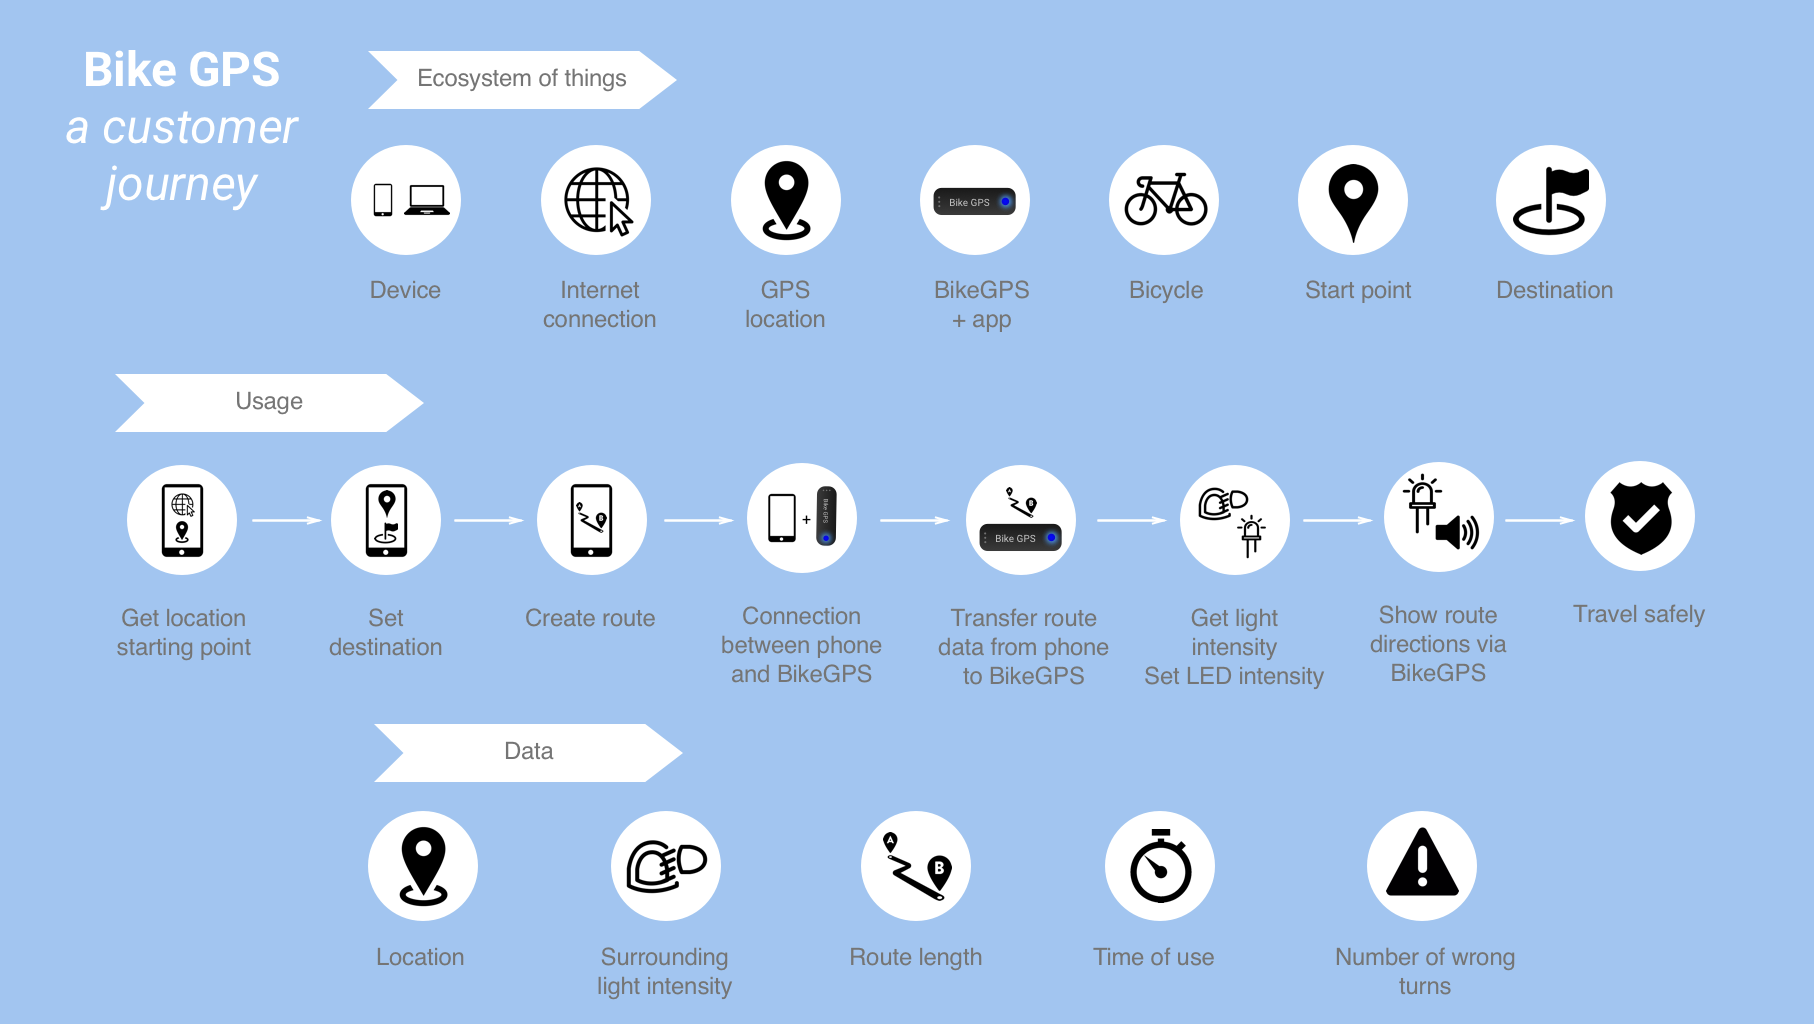 Bike GPS
a customer
journey
Ecosystem of things
Bike GPS
Device
Internet
connection
GPS
location
BikeGPS
+ app
Bicycle
Start point
Destination
Usage
B
+
Bike GPS
B
Bike GPS
Get location
starting point
Set
destination
Create route
Connection
between phone
and BikeGPS
Transfer route
data from phone
to BikeGPS
Get light
intensity
Set LED intensity
Show route
directions via
BikeGPS
Travel safely
Data
A
B
Location
Surrounding
light intensity
Route length
Time of use
Number of wrong
turns